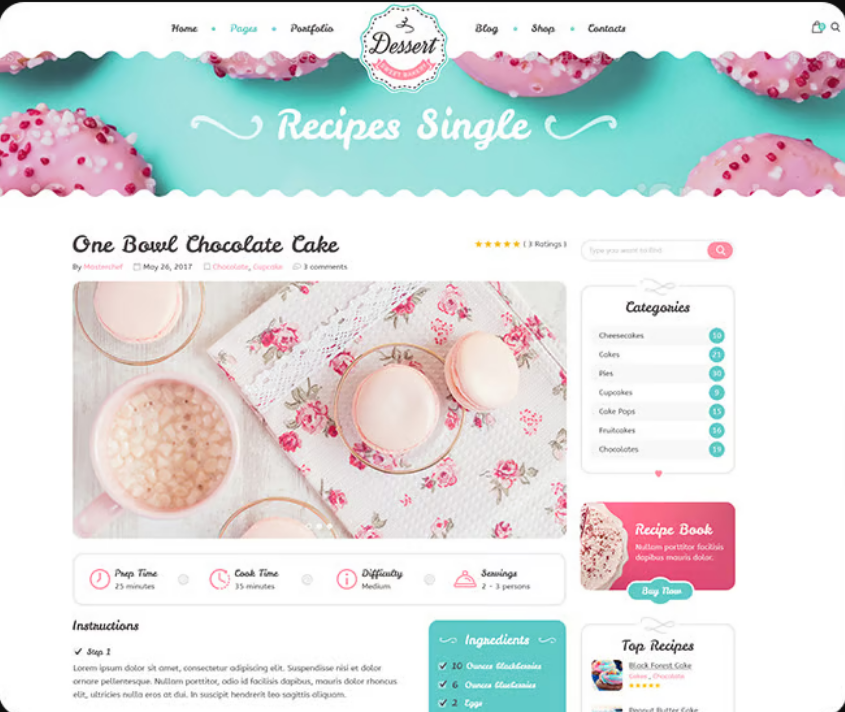 Home Pages Portfolio Dessert Blog Shop Contacts
SWEET BAKERY
Recipes Single
One Bowl Chocolate Cake
( 3 Ratings )
By Masterchef May 26, 2017 Chocolate, Cupcake 3 comments
Type you want to find
Categories
Cheesecakes 10
Cakes 21
Pies 30
Cupcakes 9
Cake Pops 15
Fruitcakes 16
Chocolates 19
Recipe Book
Nullam porttitor facilisis
dapibus mauris dolor.
Buy Now
Prep Time
25 minutes
Cook Time
35 minutes
Difficulty
Medium
Servings
2 - 3 persons
Instructions
Step 1
Lorem ipsum dolor sit amet, consectetur adipiscing elit. Suspendisse nisi et dolor
ornare pellentesque. Nullam porttitor, adio id facilisis dapibus, mauris dolor rhoncus
elit, ultricies nulla eros at dui. In suscipit hendrerit leo sagittis aliquam.
Ingredients
10 Ounces blackberries
6 Ounces blueberries
2 Eggs
Top Recipes
Black Forest Cake
Cakes, Chocolate
Peanut Butter Cake